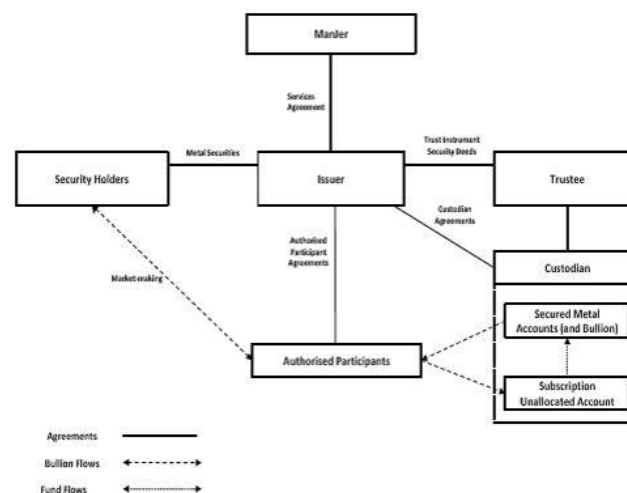 ManJer
Services
Agreement
Metal Securities
Trust Instrument
Security Deeds
Security Holders
Issuer
Trustee
Custodian
Agreements
Authorised
Participant
Agreements
Custodian
Market-making
Secured Metal
Accounts (and Bullion)
Authorised Participants
Subscription
Unallocated Account
Agreements
Bullion Flows
Fund Flows